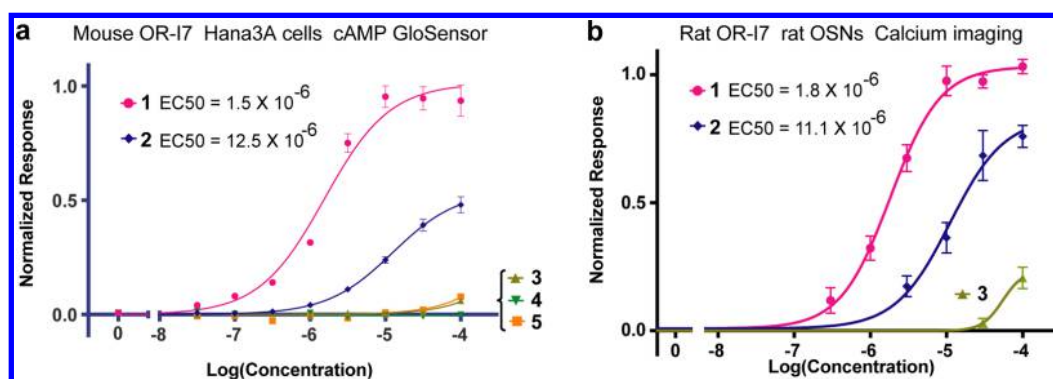 a
Mouse OR-I7 Hana3A cells cAMP GloSensor
Normalized Response
1.0
0.5
0.0
1 EC50 = 1.5 X 10-6
2 EC50 = 12.5 X 10-6
3
4
5
0 -8 -7 -6 -5 -4
Log(Concentration)
b
Rat OR-I7 rat OSNs Calcium imaging
Normalized Response
1.0
0.5
0.0
1 EC50 = 1.8 X 10-6
2 EC50 = 11.1 X 10-6
3
0 -8 -7 -6 -5 -4
Log(Concentration)